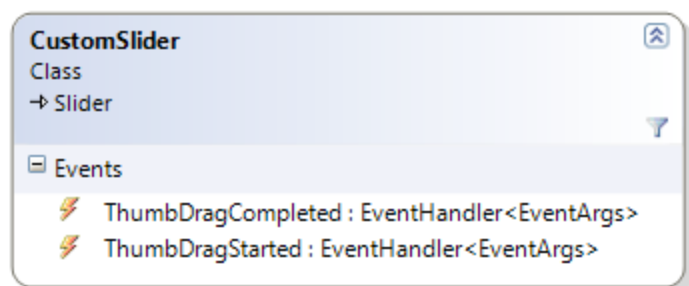 CustomSlider
Class
Slider
Events
ThumbDragCompleted : EventHandler<EventArgs>
ThumbDragStarted : EventHandler<EventArgs>